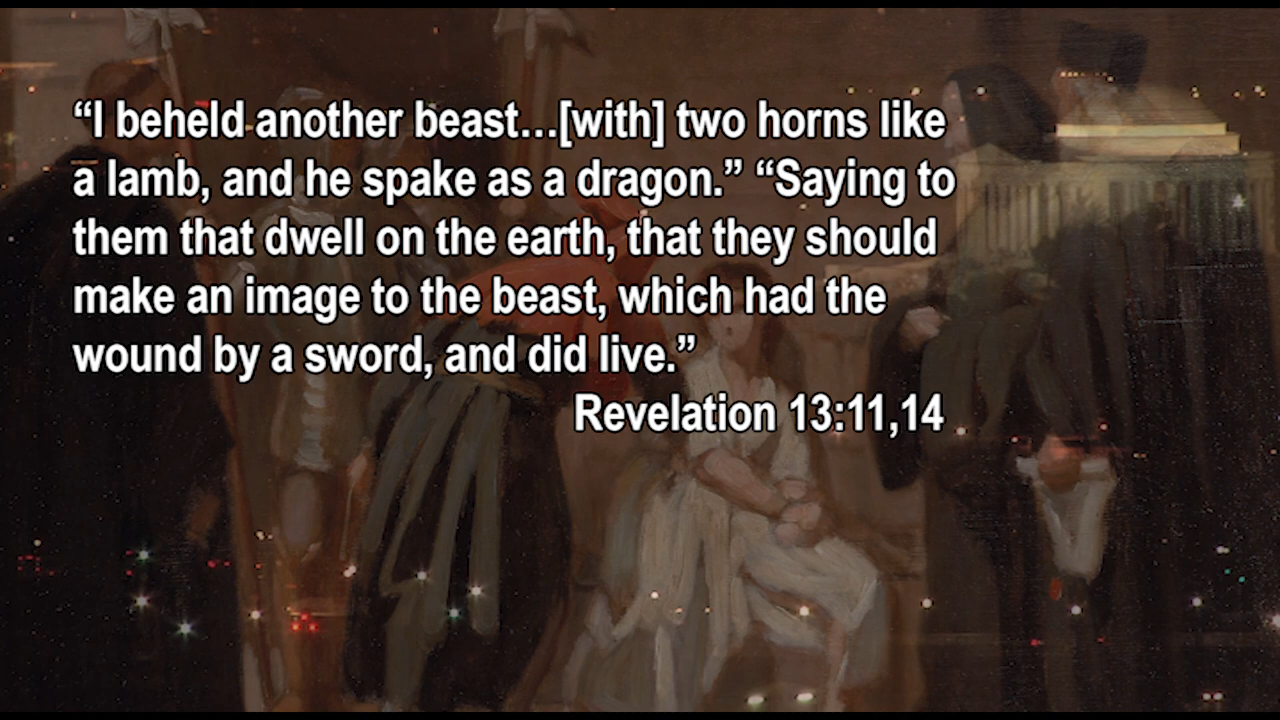 “I beheld another beast…[with] two horns like
a lamb, and he spake as a dragon.” “Saying to
them that dwell on the earth, that they should
make an image to the beast, which had the
wound by a sword, and did live.”
Revelation 13:11,14